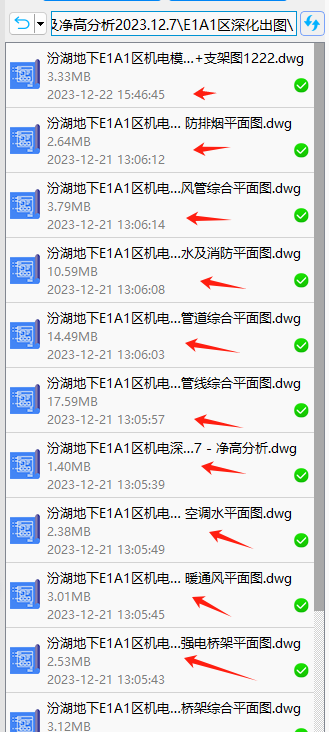 及净高分析2023.12.7\E1A1区深化出图\
汾湖地下E1A1区机电模...+支架图1222.dwg
3.33MB
2023-12-22 15:46:45
汾湖地下E1A1区机电... 防排烟平面图.dwg
2.64MB
2023-12-21 13:06:12
汾湖地下E1A1区机电...风管综合平面图.dwg
3.79MB
2023-12-21 13:06:14
汾湖地下E1A1区机电...水及消防平面图.dwg
10.59MB
2023-12-21 13:06:08
汾湖地下E1A1区机电...管道综合平面图.dwg
14.49MB
2023-12-21 13:06:03
汾湖地下E1A1区机电...管线综合平面图.dwg
17.59MB
2023-12-21 13:05:57
汾湖地下E1A1区机电深...7 - 净高分析.dwg
1.40MB
2023-12-21 13:05:39
汾湖地下E1A1区机电... 空调水平面图.dwg
2.38MB
2023-12-21 13:05:49
汾湖地下E1A1区机电... 暖通风平面图.dwg
3.01MB
2023-12-21 13:05:45
汾湖地下E1A1区机电...强电桥架平面图.dwg
2.53MB
2023-12-21 13:05:43
汾湖地下E1A1区机电...桥架综合平面图.dwg
3.12MB